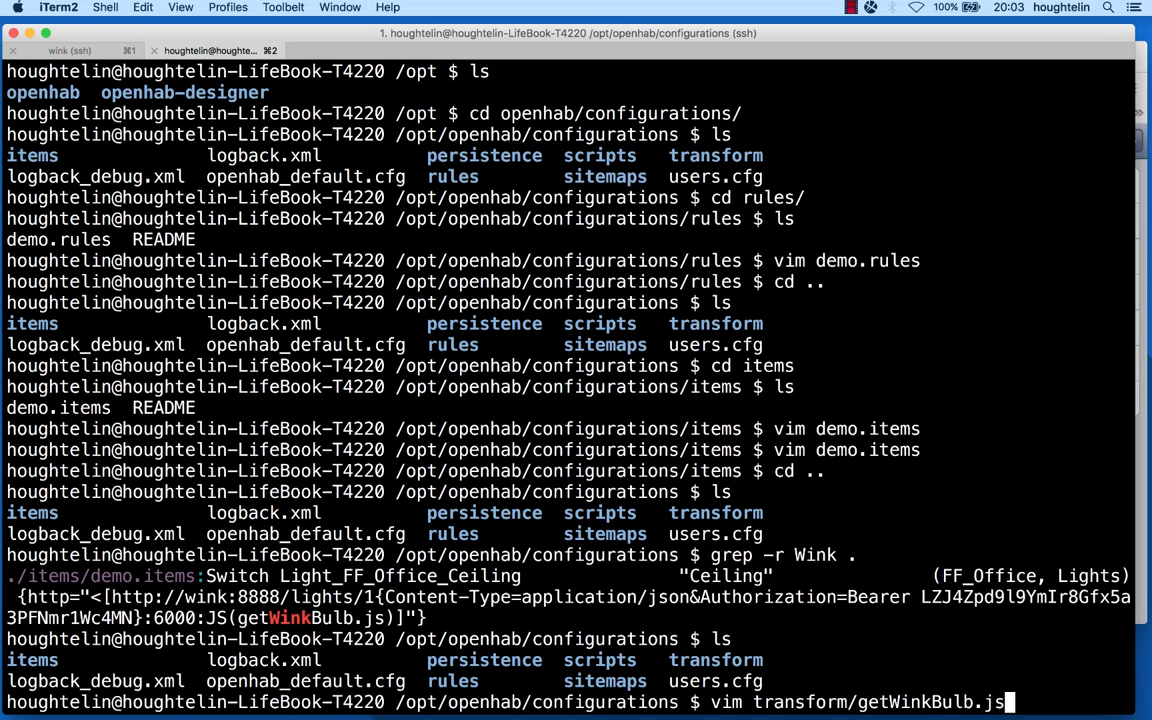 iTerm2 Shell Edit View Profiles Toolbelt Window Help 100% 20:03 houghtelin
1. houghtelin@houghtelin-LifeBook-T4220 /opt/openhab/configurations (ssh)
wink (ssh) ⌘1 houghtelin@houghte... ⌘2
houghtelin@houghtelin-LifeBook-T4220 /opt $ ls
openhab openhab-designer
houghtelin@houghtelin-LifeBook-T4220 /opt $ cd openhab/configurations/
houghtelin@houghtelin-LifeBook-T4220 /opt/openhab/configurations $ ls
items logback.xml persistence scripts transform
logback_debug.xml openhab_default.cfg rules sitemaps users.cfg
houghtelin@houghtelin-LifeBook-T4220 /opt/openhab/configurations $ cd rules/
houghtelin@houghtelin-LifeBook-T4220 /opt/openhab/configurations/rules $ ls
demo.rules README
houghtelin@houghtelin-LifeBook-T4220 /opt/openhab/configurations/rules $ vim demo.rules
houghtelin@houghtelin-LifeBook-T4220 /opt/openhab/configurations/rules $ cd ..
houghtelin@houghtelin-LifeBook-T4220 /opt/openhab/configurations $ ls
items logback.xml persistence scripts transform
logback_debug.xml openhab_default.cfg rules sitemaps users.cfg
houghtelin@houghtelin-LifeBook-T4220 /opt/openhab/configurations $ cd items
houghtelin@houghtelin-LifeBook-T4220 /opt/openhab/configurations/items $ ls
demo.items README
houghtelin@houghtelin-LifeBook-T4220 /opt/openhab/configurations/items $ vim demo.items
houghtelin@houghtelin-LifeBook-T4220 /opt/openhab/configurations/items $ vim demo.items
houghtelin@houghtelin-LifeBook-T4220 /opt/openhab/configurations/items $ cd ..
houghtelin@houghtelin-LifeBook-T4220 /opt/openhab/configurations $ ls
items logback.xml persistence scripts transform
logback_debug.xml openhab_default.cfg rules sitemaps users.cfg
houghtelin@houghtelin-LifeBook-T4220 /opt/openhab/configurations $ grep -r Wink .
./items/demo.items:Switch Light_FF_Office_Ceiling "Ceiling" (FF_Office, Lights)
{http="<[http://wink:8888/lights/1{Content-Type=application/json&Authorization=Bearer LZJ4Zpd9l9YmIr8Gfx5a
3PFNmr1Wc4MN}:6000:JS(getWinkBulb.js)]"}
houghtelin@houghtelin-LifeBook-T4220 /opt/openhab/configurations $ ls
items logback.xml persistence scripts transform
logback_debug.xml openhab_default.cfg rules sitemaps users.cfg
houghtelin@houghtelin-LifeBook-T4220 /opt/openhab/configurations $ vim transform/getWinkBulb.js